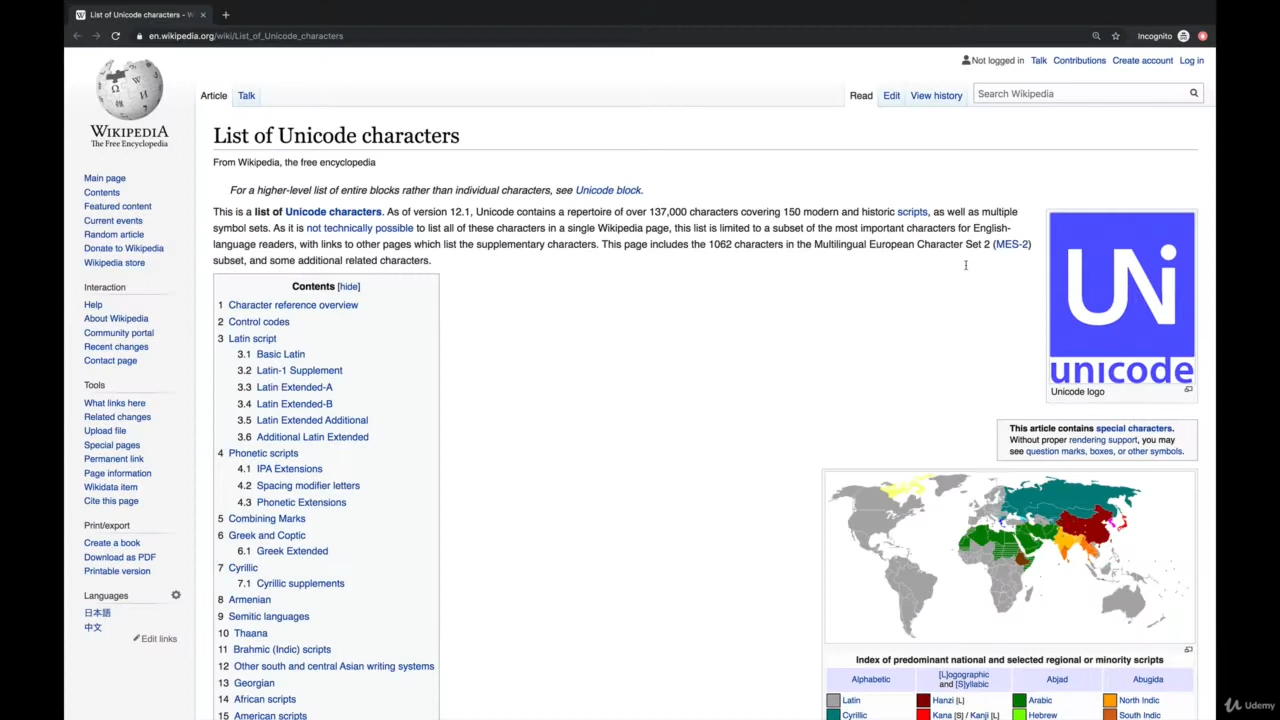 List of Unicode characters - W
en.wikipedia.org/wiki/List_of_Unicode_characters
Incognito
Not logged in Talk Contributions Create account Log in
Article Talk
Read Edit View history
Search Wikipedia
WIKIPEDIA
The Free Encyclopedia
Main page
Contents
Featured content
Current events
Random article
Donate to Wikipedia
Wikipedia store
Interaction
Help
About Wikipedia
Community portal
Recent changes
Contact page
Tools
What links here
Related changes
Upload file
Special pages
Permanent link
Page information
Wikidata item
Cite this page
Print/export
Create a book
Download as PDF
Printable version
Languages
日本語
中文
Edit links
List of Unicode characters
From Wikipedia, the free encyclopedia
For a higher-level list of entire blocks rather than individual characters, see Unicode block.
This is a list of Unicode characters. As of version 12.1, Unicode contains a repertoire of over 137,000 characters covering 150 modern and historic scripts, as well as multiple
symbol sets. As it is not technically possible to list all of these characters in a single Wikipedia page, this list is limited to a subset of the most important characters for English-
language readers, with links to other pages which list the supplementary characters. This page includes the 1062 characters in the Multilingual European Character Set 2 (MES-2)
subset, and some additional related characters.
Contents [hide]
1 Character reference overview
2 Control codes
3 Latin script
3.1 Basic Latin
3.2 Latin-1 Supplement
3.3 Latin Extended-A
3.4 Latin Extended-B
3.5 Latin Extended Additional
3.6 Additional Latin Extended
4 Phonetic scripts
4.1 IPA Extensions
4.2 Spacing modifier letters
4.3 Phonetic Extensions
5 Combining Marks
6 Greek and Coptic
6.1 Greek Extended
7 Cyrillic
7.1 Cyrillic supplements
8 Armenian
9 Semitic languages
10 Thaana
11 Brahmic (Indic) scripts
12 Other south and central Asian writing systems
13 Georgian
14 African scripts
15 American scripts
UNi
unicode
Unicode logo
This article contains special characters.
Without proper rendering support, you may
see question marks, boxes, or other symbols.
Index of predominant national and selected regional or minority scripts
Alphabetic [L]ogographic and [S]yllabic Abjad Abugida
Latin Hanzi [L] Arabic North Indic
Cyrillic Kana [S] / Kanji [L] Hebrew South Indic
Udemy